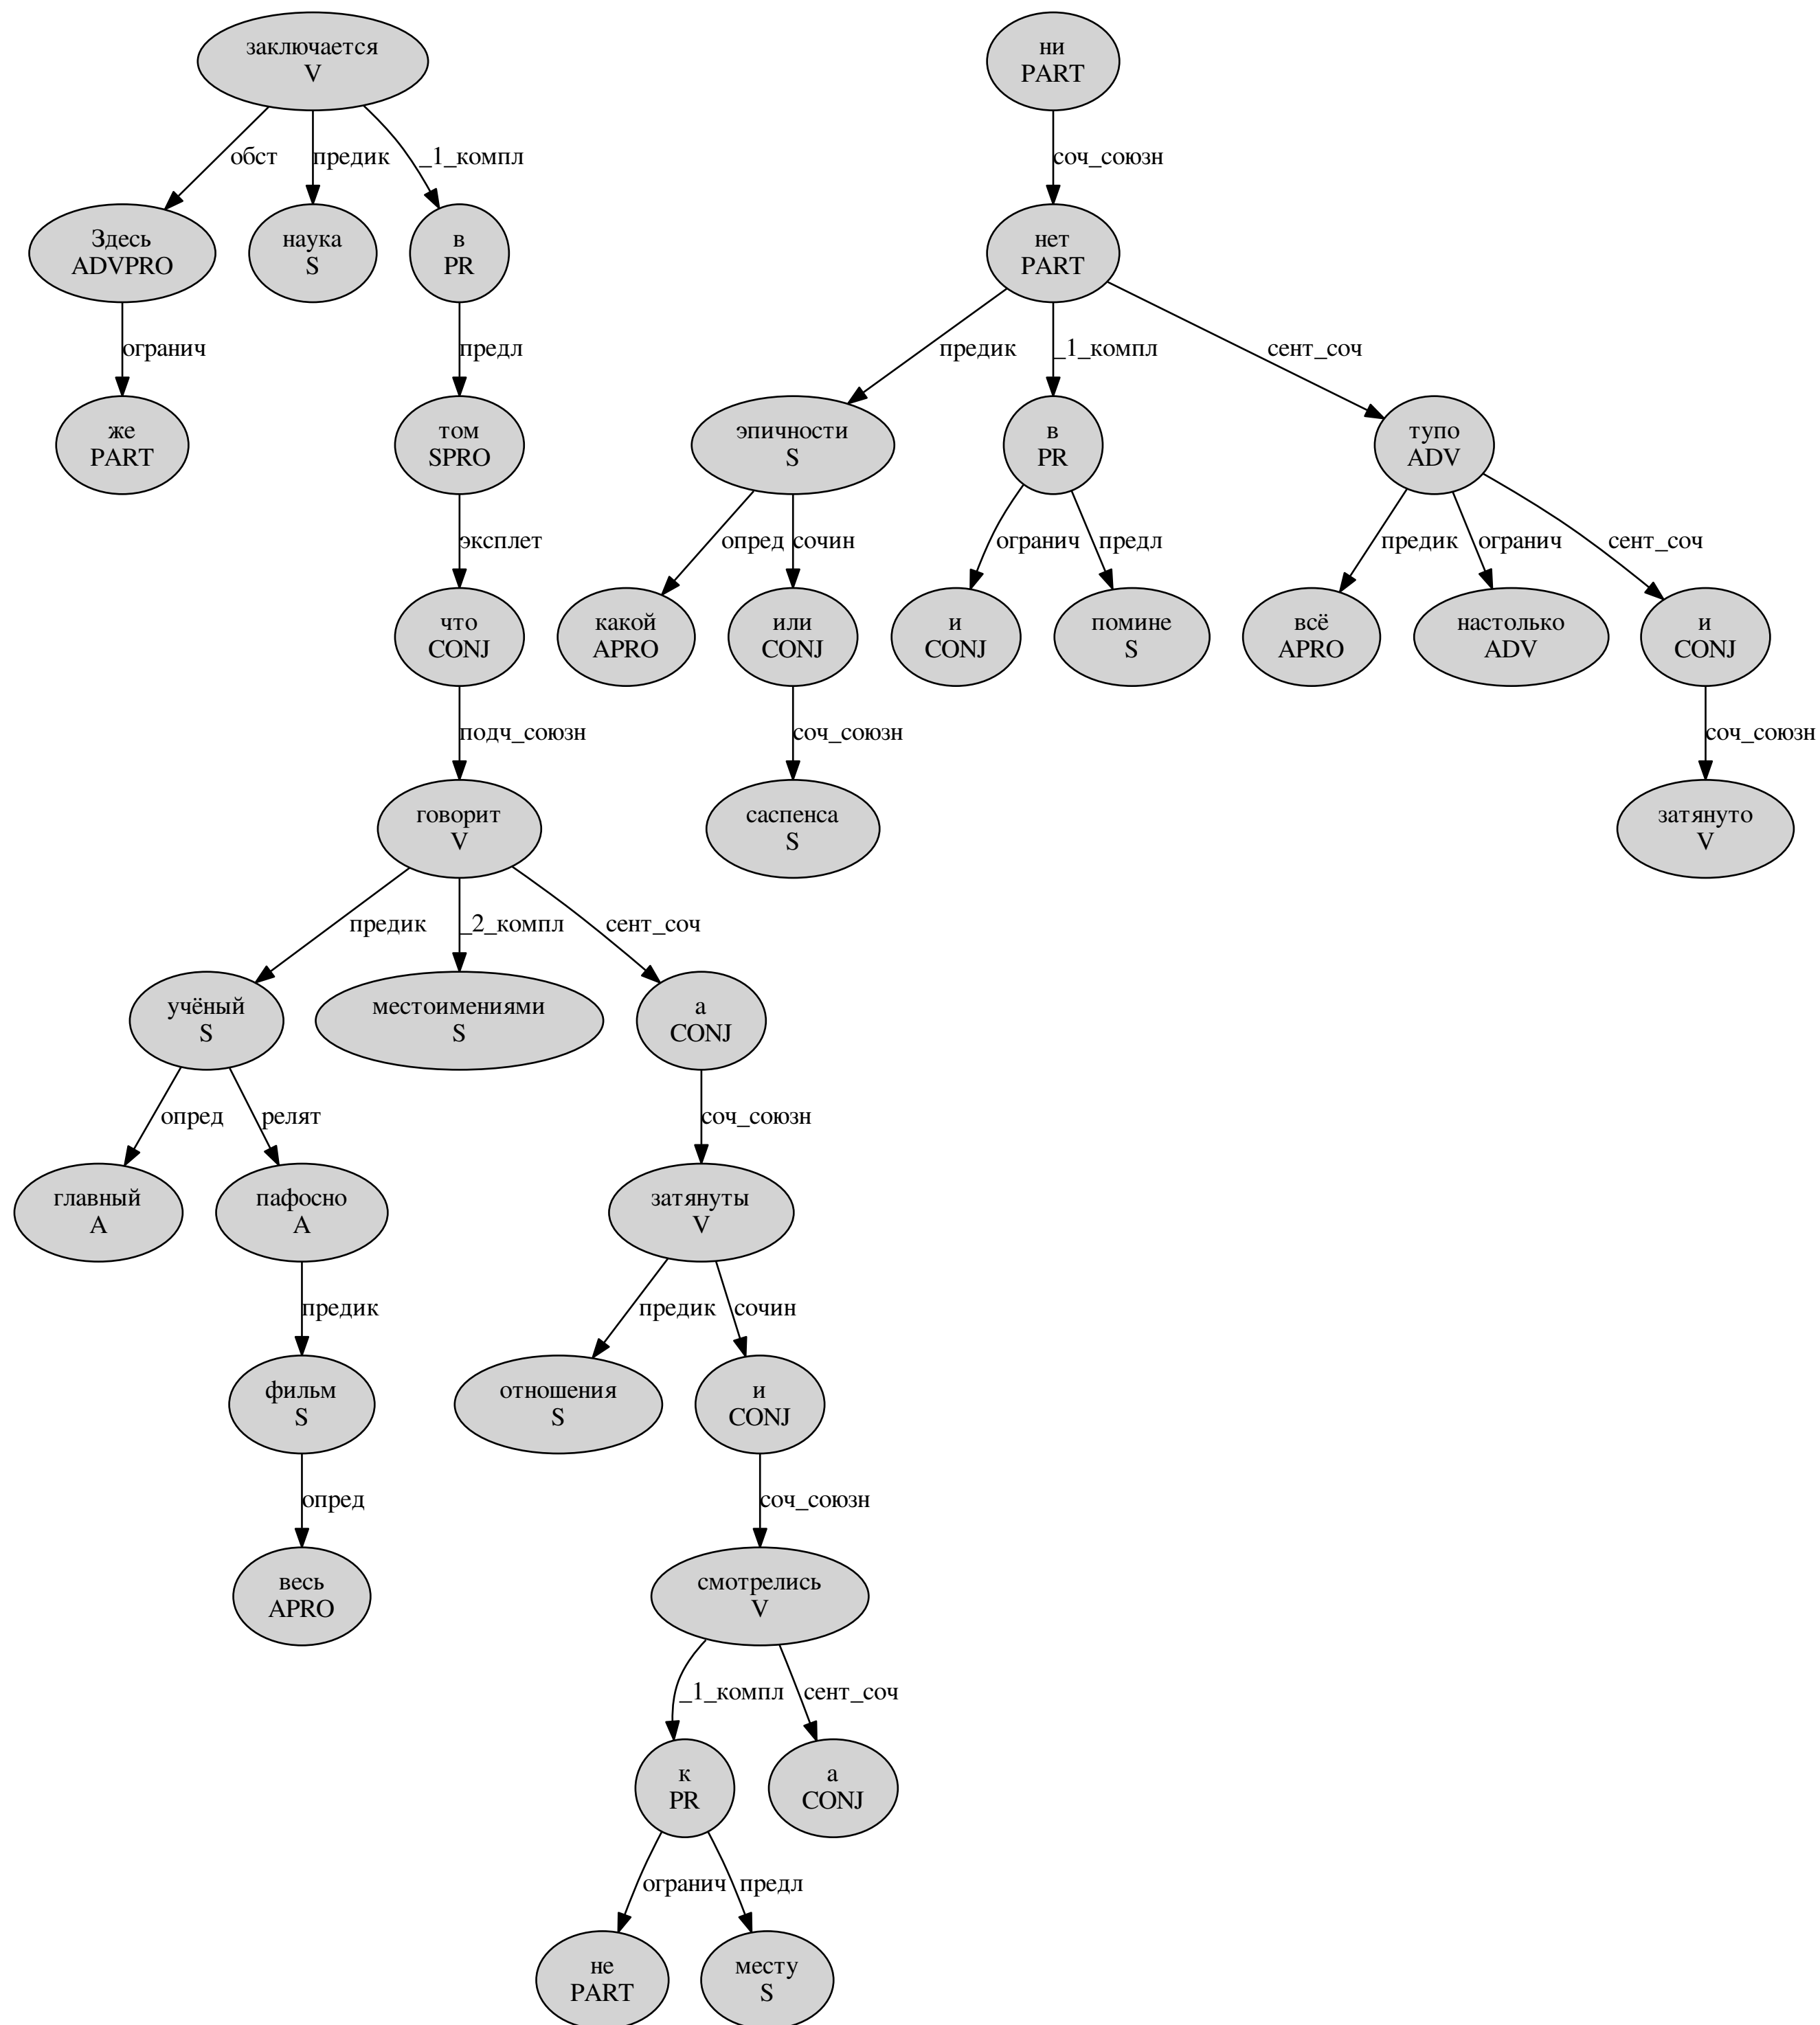 заключается
V
ни
PART
обст
предик
_1_компл
соч_союзн
Здесь
ADVPRO
наука
S
в
PR
нет
PART
огранич
предл
предик
_1_компл
сент_соч
же
PART
том
SPRO
эпичности
S
в
PR
тупо
ADV
эксплет
опред
сочин
огранич
предл
предик
огранич
сент_соч
что
CONJ
какой
APRO
или
CONJ
и
CONJ
помине
S
всё
APRO
настолько
ADV
и
CONJ
подч_союзн
соч_союзн
соч_союзн
говорит
V
саспенса
S
затянуто
V
предик
_2_компл
сент_соч
учёный
S
местоимениями
S
а
CONJ
опред
релят
соч_союзн
главный
A
пафосно
A
затянуты
V
предик
предик
сочин
фильм
S
отношения
S
и
CONJ
опред
соч_союзн
весь
APRO
смотрелись
V
_1_компл
сент_соч
к
PR
а
CONJ
огранич
предл
не
PART
месту
S